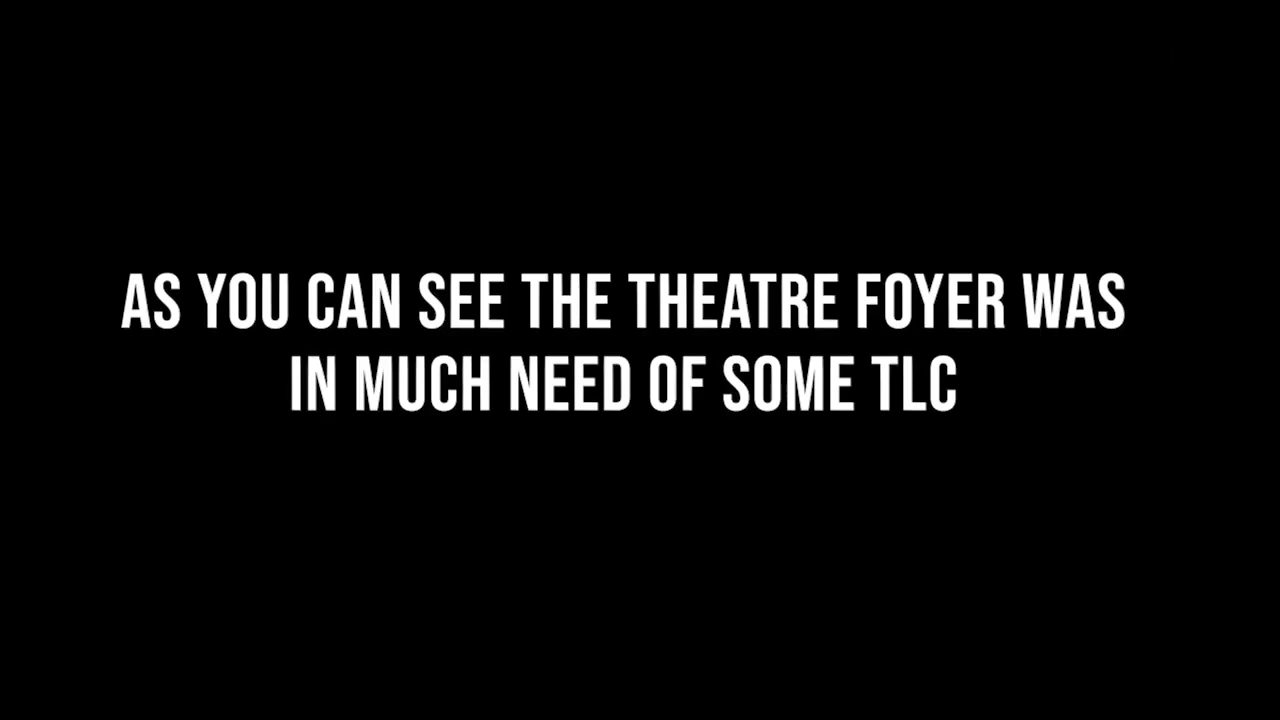 AS YOU CAN SEE THE THEATRE FOYER WAS
IN MUCH NEED OF SOME TLC